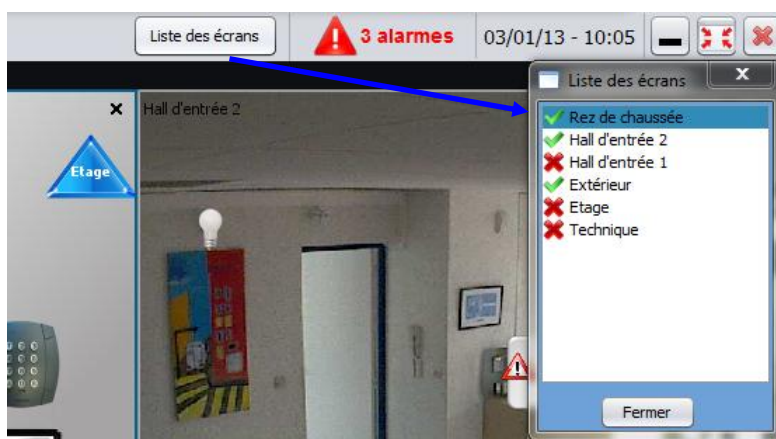 Liste des écrans
3 alarmes
03/01/13 - 10:05
Liste des écrans
x
x
Hall d'entrée 2
Etage
Rez de chaussée
Hall d'entrée 2
Hall d'entrée 1
Extérieur
Etage
Technique
Fermer